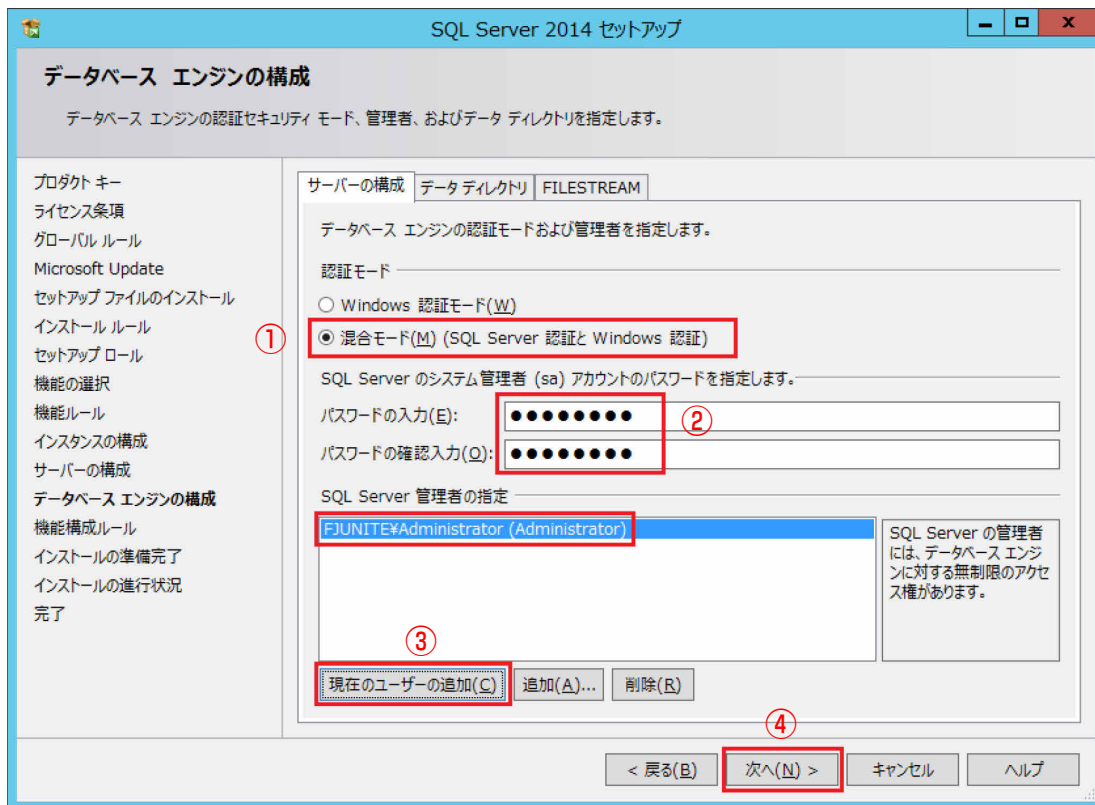 SQL Server 2014 セットアップ
データベース エンジンの構成
データベース エンジンの認証セキュリティ モード、管理者、およびデータ ディレクトリを指定します。
プロダクト キー
ライセンス条項
グローバル ルール
Microsoft Update
セットアップ ファイルのインストール
インストール ルール
セットアップ ロール
機能の選択
機能ルール
インスタンスの構成
サーバーの構成
データベース エンジンの構成
機能構成ルール
インストールの準備完了
インストールの進行状況
完了
サーバーの構成 データ ディレクトリ FILESTREAM
データベース エンジンの認証モードおよび管理者を指定します。
認証モード
Windows 認証モード(W)
① 混合モード(M) (SQL Server 認証と Windows 認証)
SQL Server のシステム管理者 (sa) アカウントのパスワードを指定します。
パスワードの入力(E): ●●●●●●●● ②
パスワードの確認入力(O): ●●●●●●●●
SQL Server 管理者の指定
FJUNITE¥Administrator (Administrator)
SQL Server の管理者
には、データベース エンジ
ンに対する無制限のアクセ
ス権があります。
③
現在のユーザーの追加(C) 追加(A)... 削除(R)
④
< 戻る(B) 次へ(N) > キャンセル ヘルプ